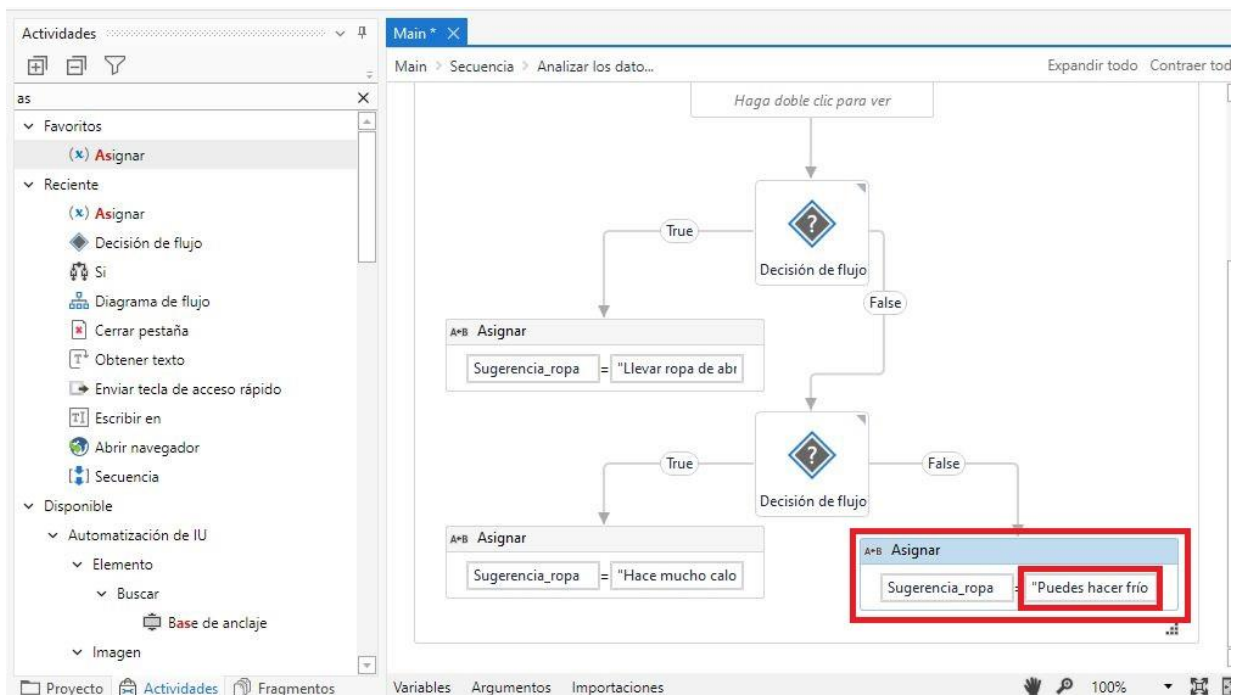 Actividades
as
Favoritos
(x) Asignar
Reciente
(x) Asignar
Decisión de flujo
Si
Diagrama de flujo
Cerrar pestaña
Obtener texto
Enviar tecla de acceso rápido
Escribir en
Abrir navegador
Secuencia
Disponible
Automatización de IU
Elemento
Buscar
Base de anclaje
Imagen
Proyecto Actividades Fragmentos
Main *
Main > Secuencia > Analizar los dato...
Expandir todo Contraer tod
Haga doble clic para ver
?
Decisión de flujo
True
False
A+B Asignar
Sugerencia_ropa = "Llevar ropa de abr
?
Decisión de flujo
True
False
A+B Asignar
Sugerencia_ropa = "Hace mucho calo
A+B Asignar
Sugerencia_ropa = "Puedes hacer frío
Variables Argumentos Importaciones
100%